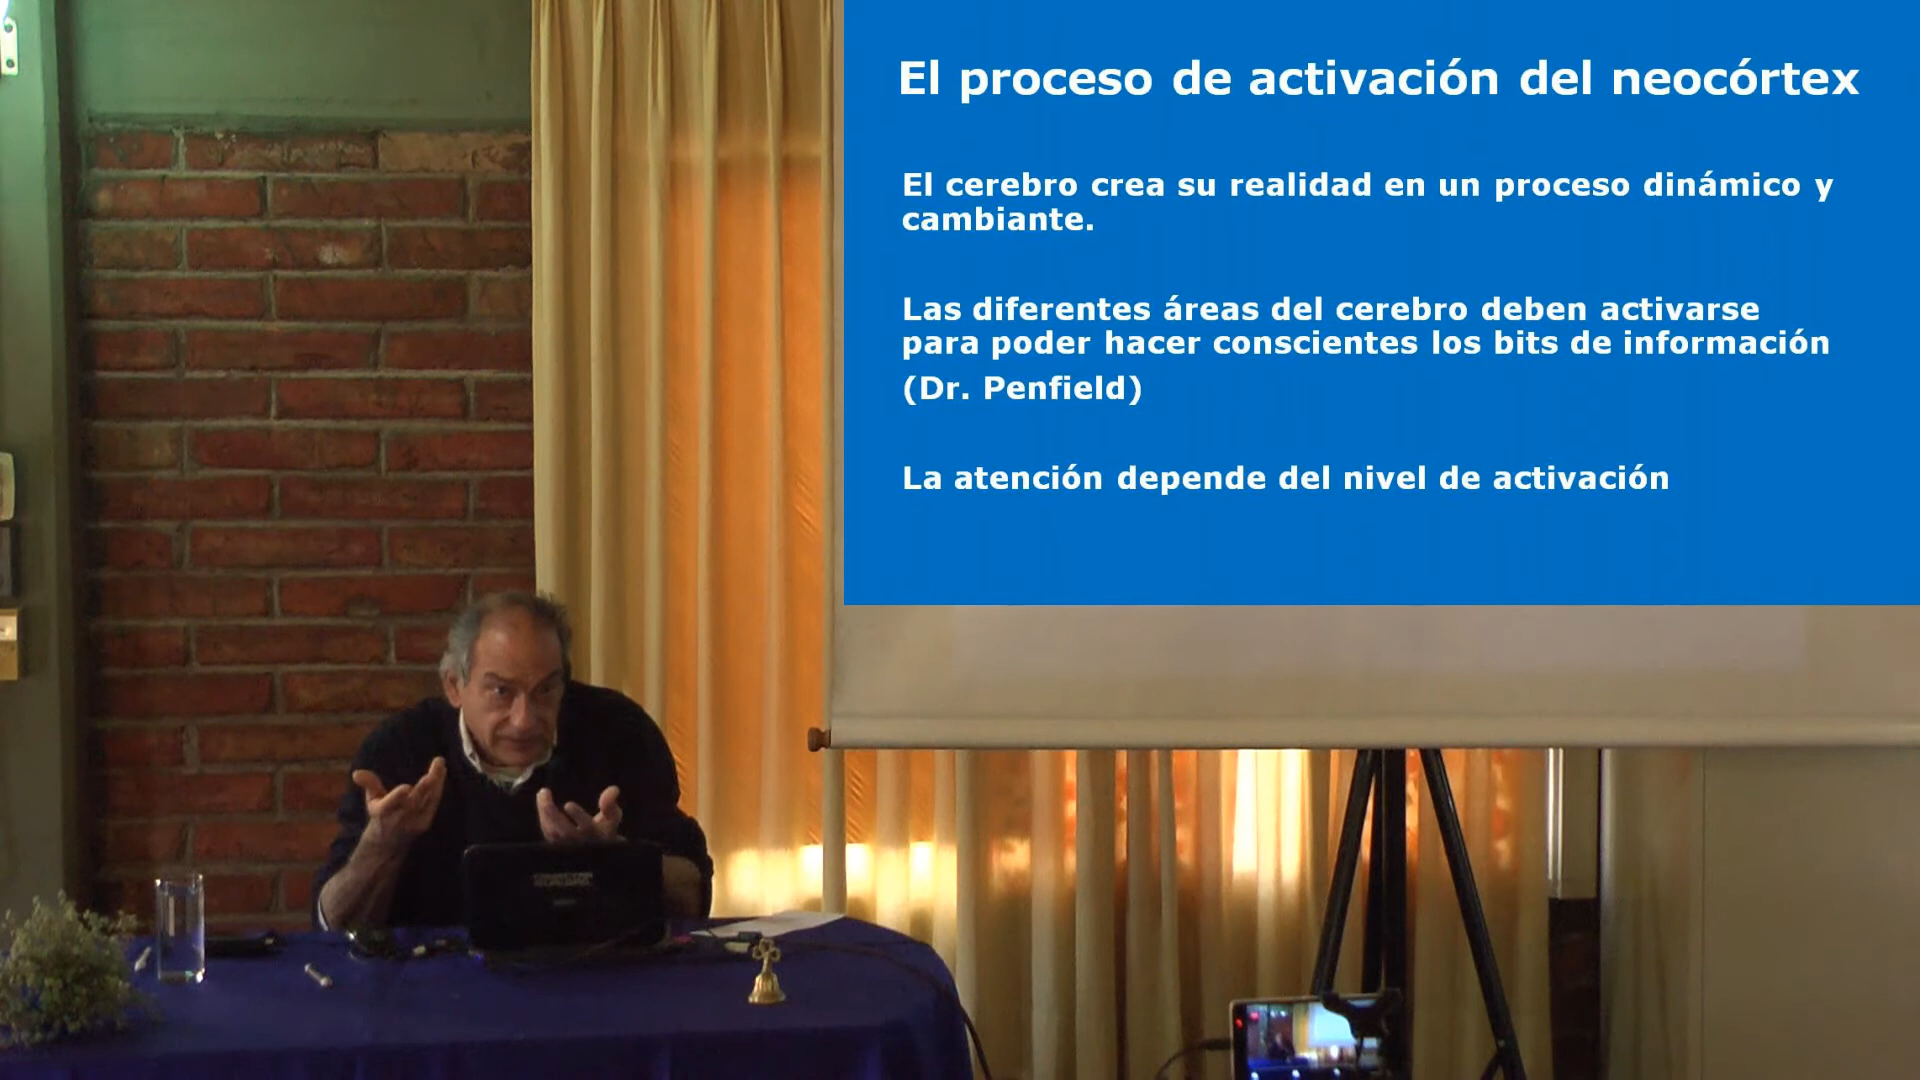 El proceso de activación del neocórtex
El cerebro crea su realidad en un proceso dinámico y
cambiante.
Las diferentes áreas del cerebro deben activarse
para poder hacer conscientes los bits de información
(Dr. Penfield)
La atención depende del nivel de activación